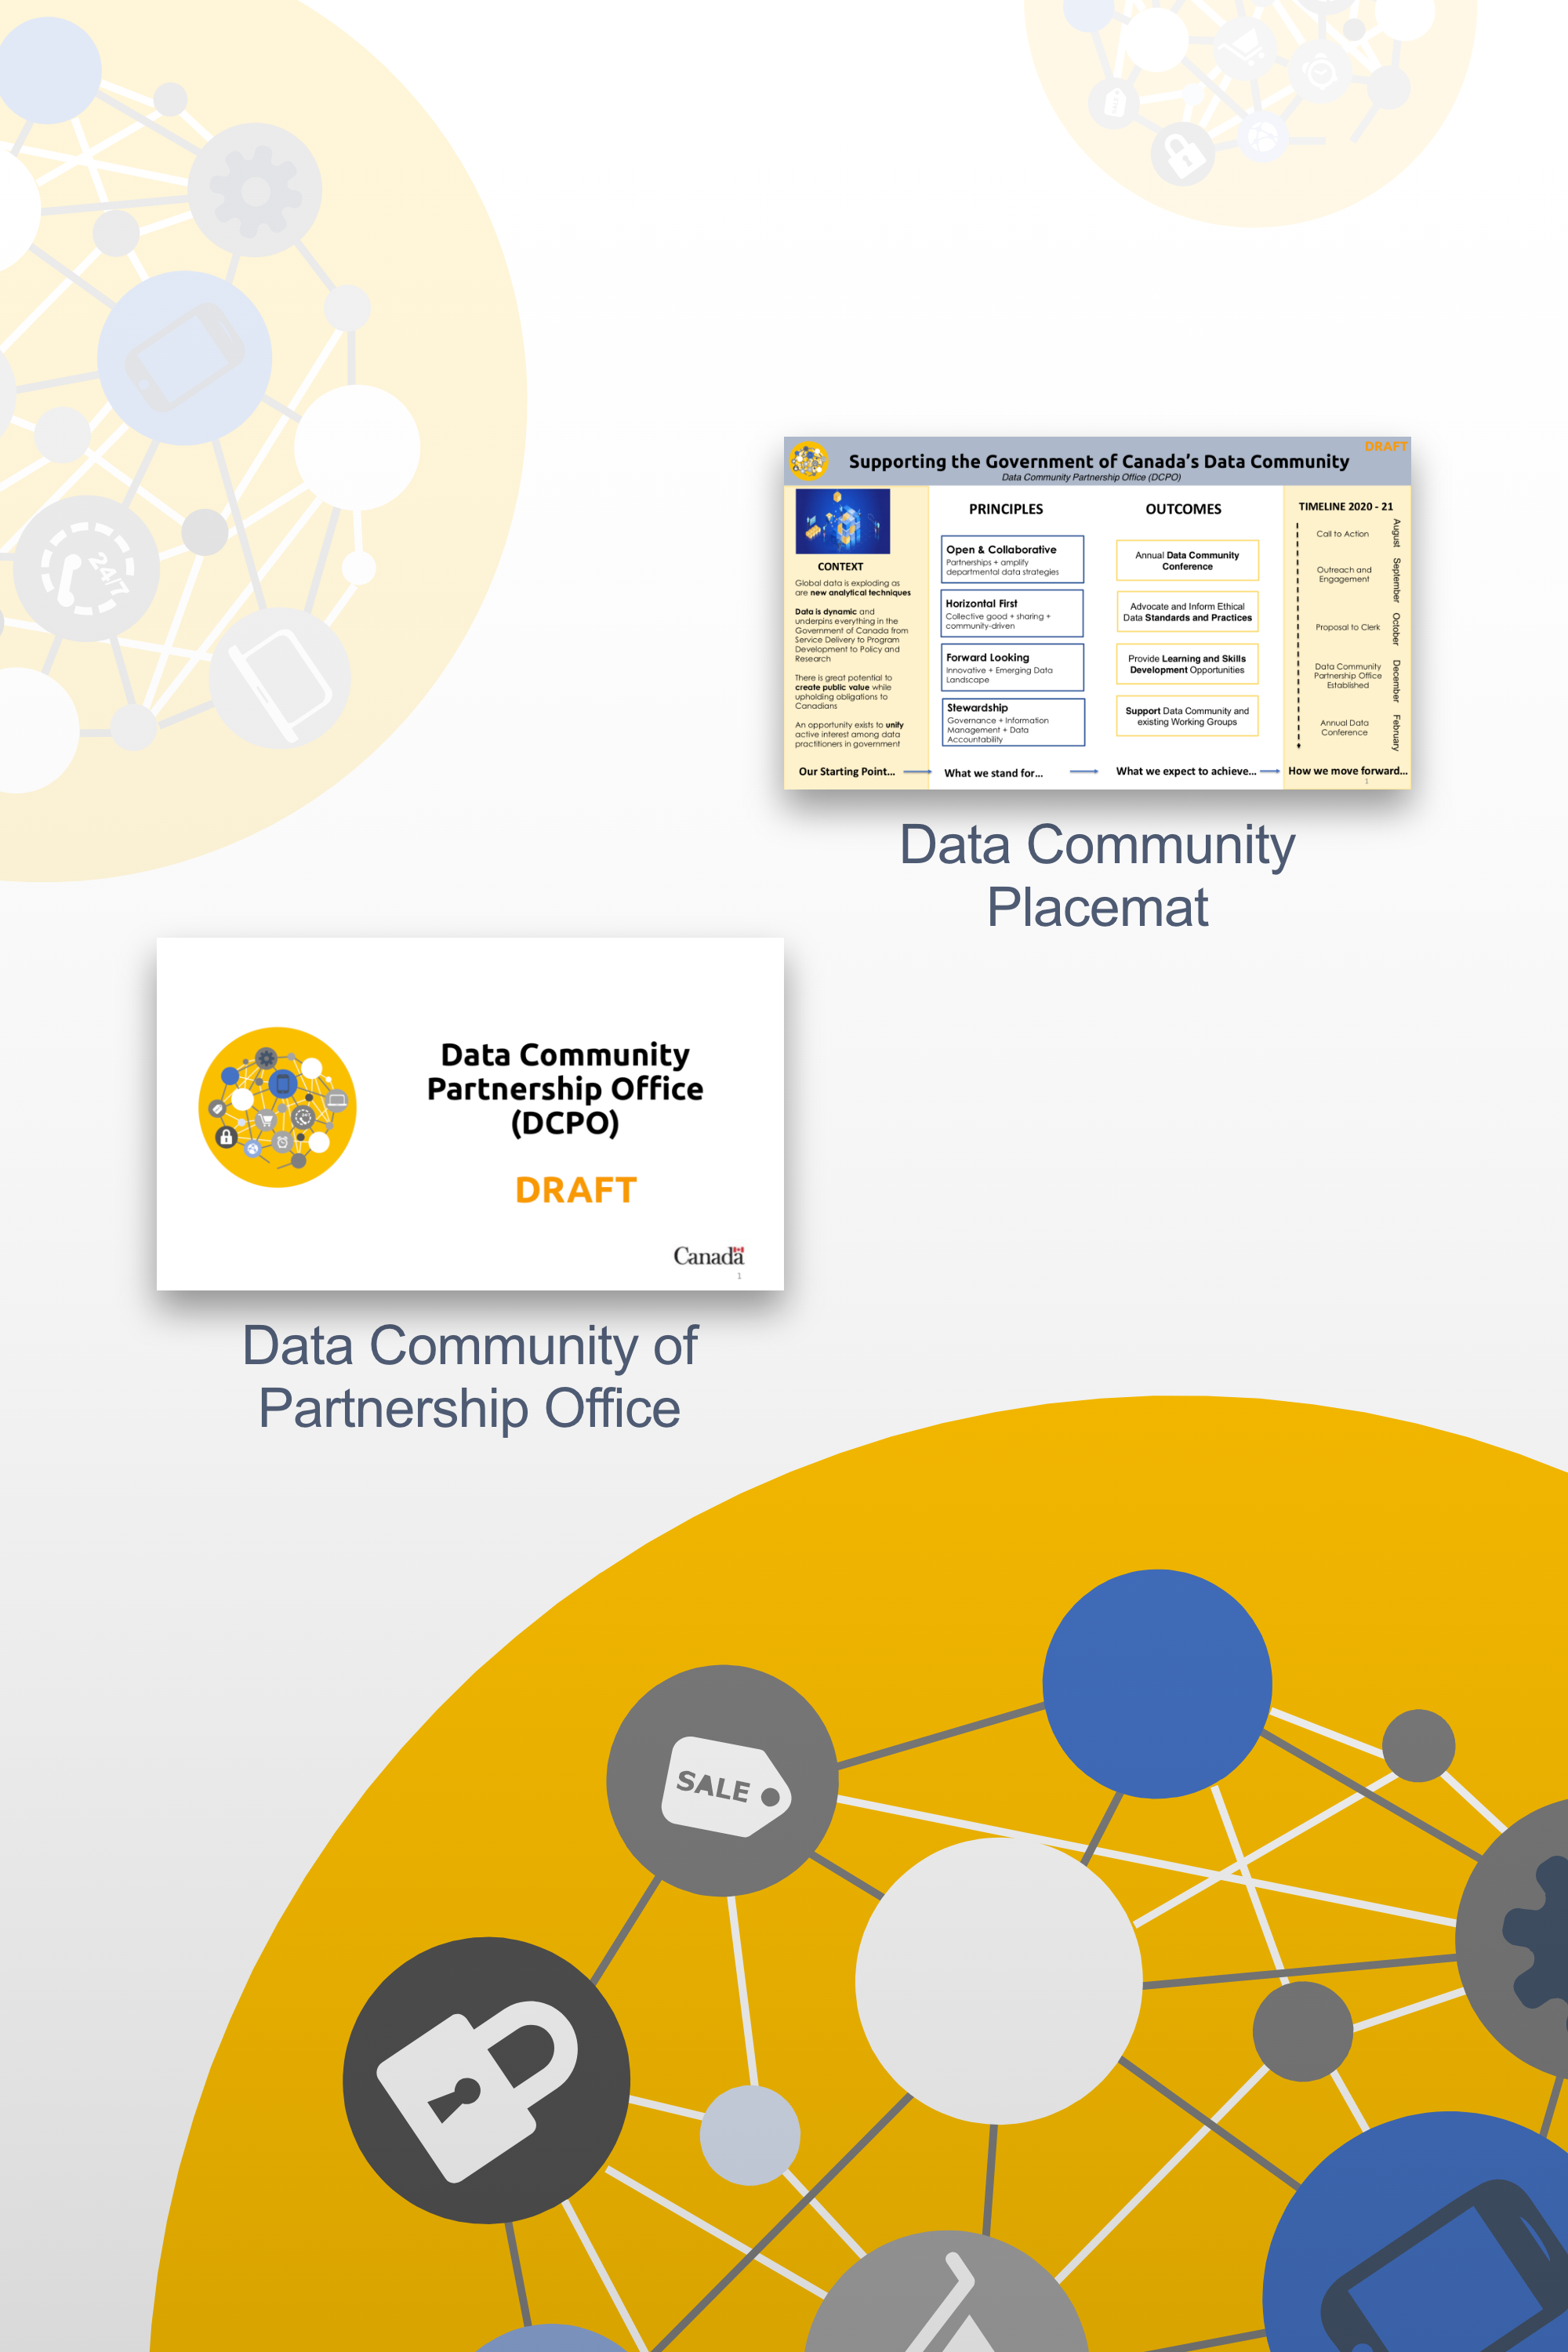 24/7
DRAFT
Supporting the Government of Canada's Data Community
Data Community Partnership Office (DCPO)
CONTEXT
Global data is exploding as
are new analytical techniques
Data is dynamic and
underpins everything in the
Government of Canada from
Service Delivery to Program
Development to Policy and
Research
There is great potential to
create public value while
upholding obligations to
Canadians
An opportunity exists to unify
active interest among data
practitioners in government
Our Starting Point...
PRINCIPLES
Open & Collaborative
Partnerships + amplify
departmental data strategies
Horizontal First
Collective good + sharing +
community-driven
Forward Looking
Innovative + Emerging Data
Landscape
Stewardship
Governance + Information
Management + Data
Accountability
What we stand for...
OUTCOMES
Annual Data Community
Conference
Advocate and Inform Ethical
Data Standards and Practices
Provide Learning and Skills
Development Opportunities
Support Data Community and
existing Working Groups
What we expect to achieve...
TIMELINE 2020 - 21
Call to Action
August
Outreach and
Engagement
September
Proposal to Clerk
October
Data Community
Partnership Office
Established
December
Annual Data
Conference
February
How we move forward...
1
Data Community
Placemat
Data Community
Partnership Office
(DCPO)
DRAFT
Canada
1
Data Community of
Partnership Office
SALE